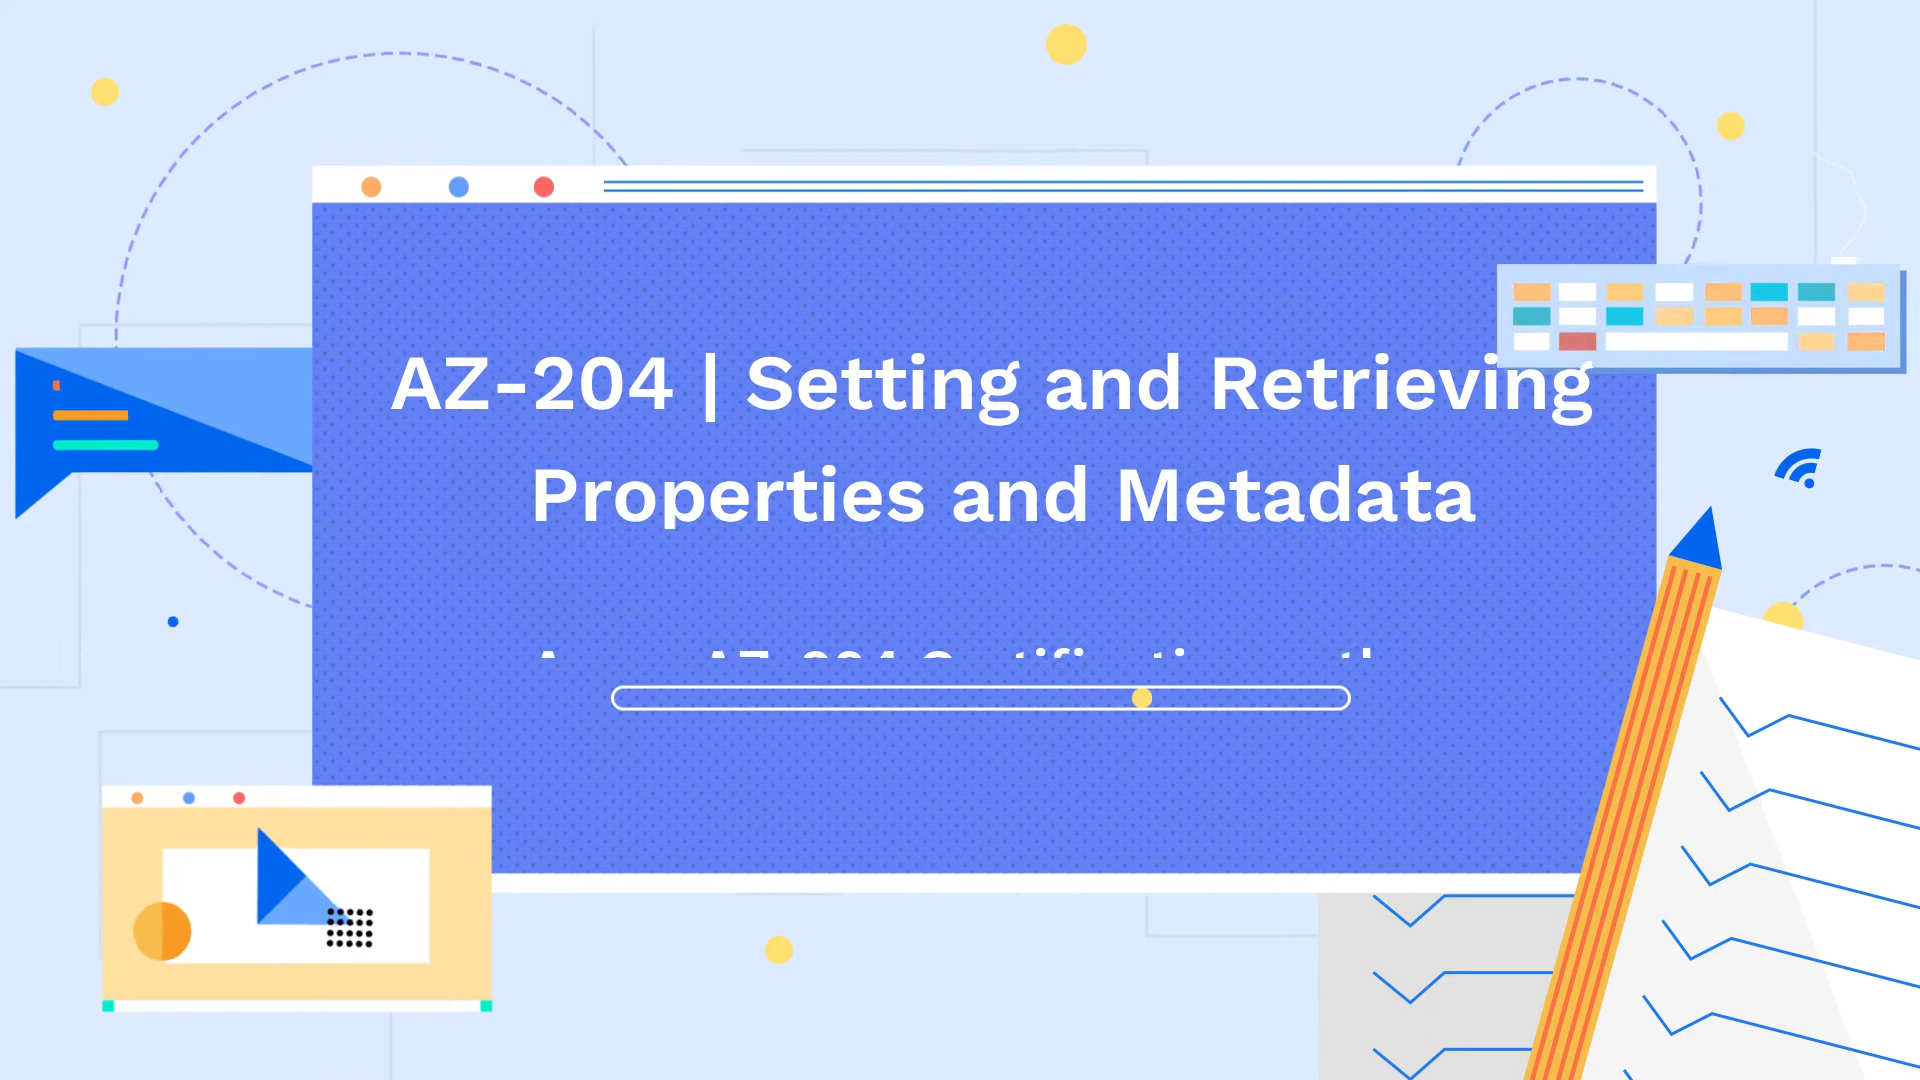 AZ-204 | Setting and Retrieving
Properties and Metadata